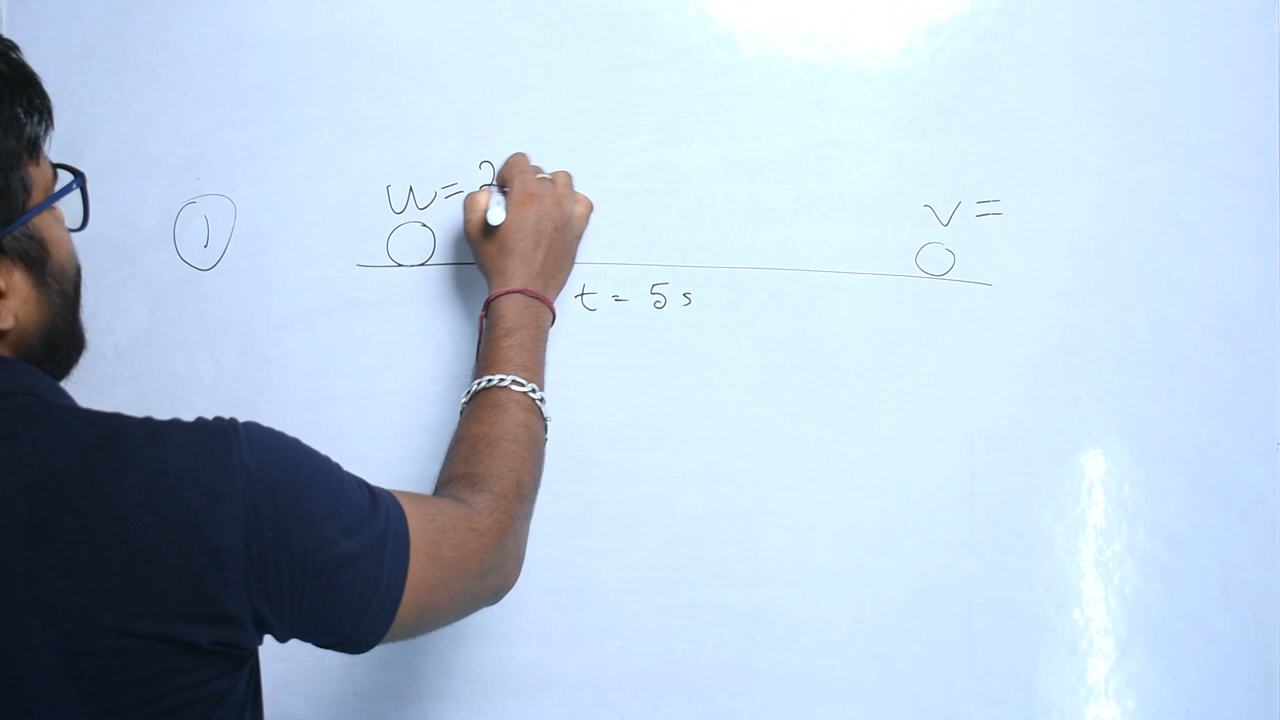 ① u = 2 v =
t = 5 s